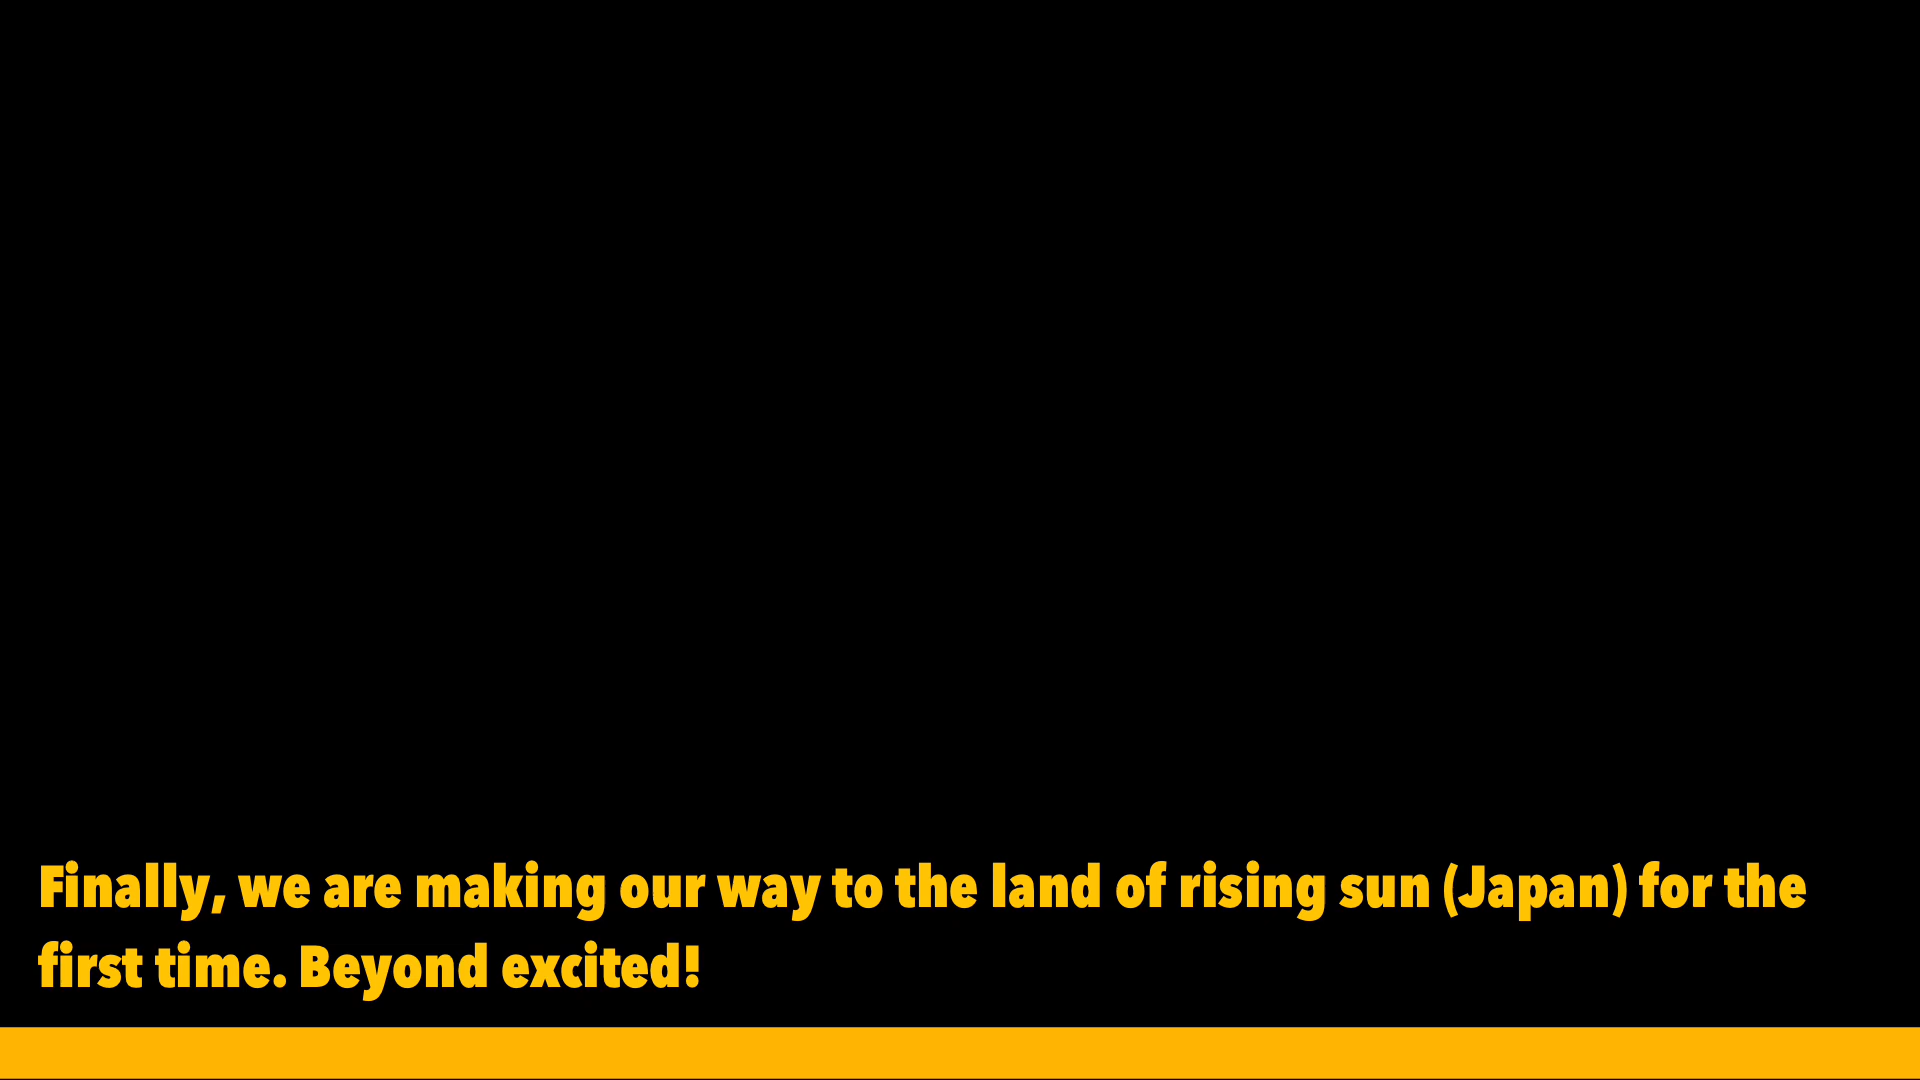 Finally, we are making our way to the land of rising sun (Japan) for the
first time. Beyond excited!